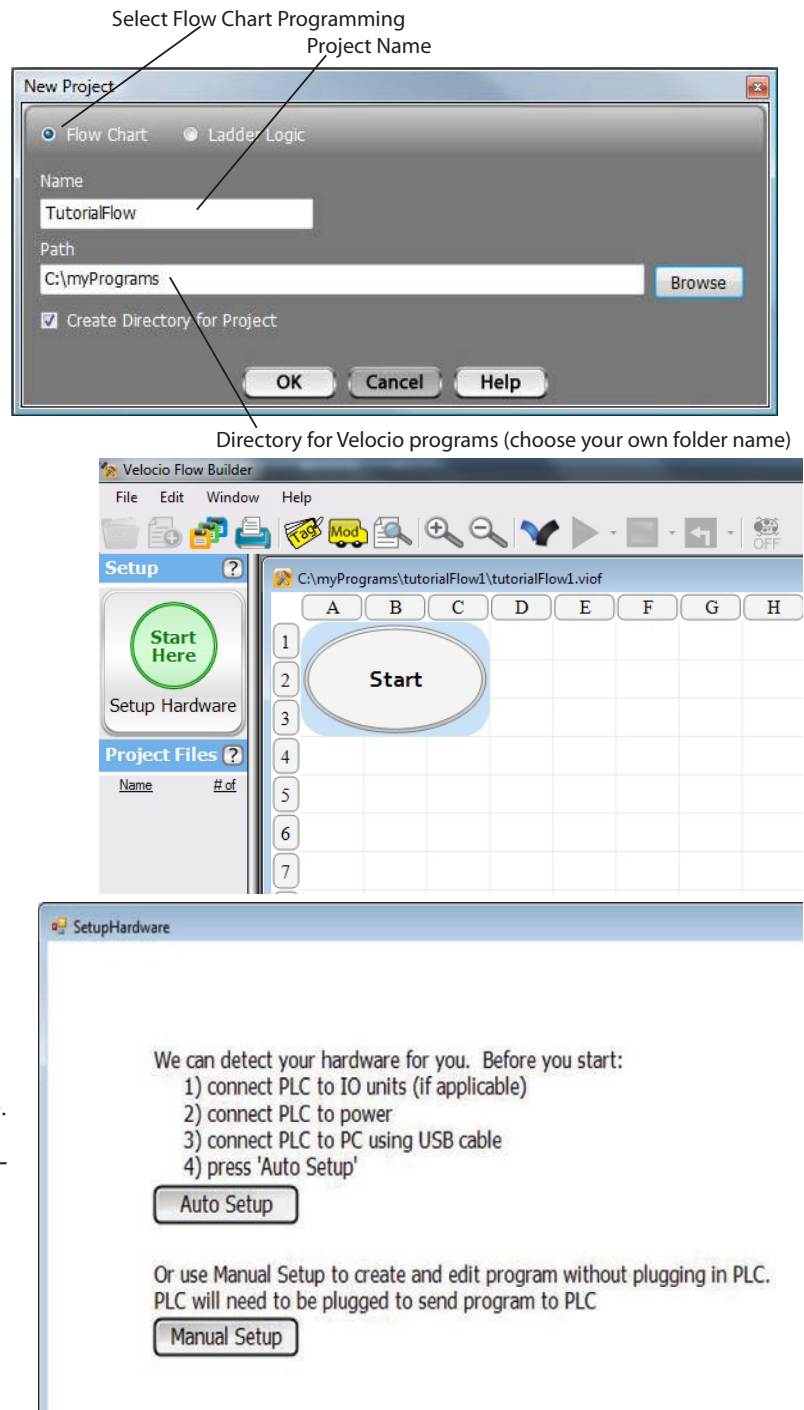 Select Flow Chart Programming
Project Name
New Project
Flow Chart Ladder Logic
Name
TutorialFlow
Path
C:\myPrograms
Browse
Create Directory for Project
OK Cancel Help
Directory for Velocio programs (choose your own folder name)
Velocio Flow Builder
File Edit Window Help
Tag Mod OFF
Setup ?
C:\myPrograms\tutorialFlow1\tutorialFlow1.viof
A B C D E F G H
Start
Here
Setup Hardware
1
2
3
Start
Project Files ?
Name # of
4
5
6
7
SetupHardware
We can detect your hardware for you. Before you start:
1) connect PLC to IO units (if applicable)
2) connect PLC to power
3) connect PLC to PC using USB cable
4) press 'Auto Setup'
Auto Setup
Or use Manual Setup to create and edit program without plugging in PLC.
PLC will need to be plugged to send program to PLC
Manual Setup